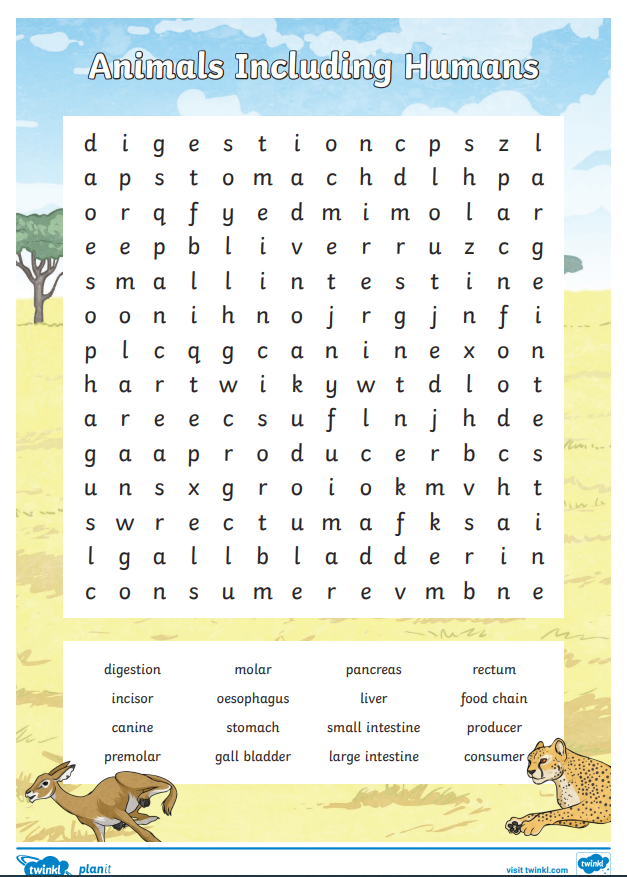 Animals Including Humans
d i g e s t i o n c p s z l
a p s t o m a c h d l h p a
o r q f y e d m i m o l a r
e e p b l i v e r r u z c g
s m a l l i n t e s t i n e
o o n i h n o j r g j n f i
p l c q g c a n i n e x o n
h a r t w i k y w t d l o t
a r e e c s u f l n j h d e
g a a p r o d u c e r b c s
u n s x g r o i o k m v h t
s w r e c t u m a f k s a i
l g a l l b l a d d e r i n
c o n s u m e r e v m b n e
digestion molar pancreas rectum
incisor oesophagus liver food chain
canine stomach small intestine producer
premolar gall bladder large intestine consumer
twinkl planit visit twinkl.com twinkl